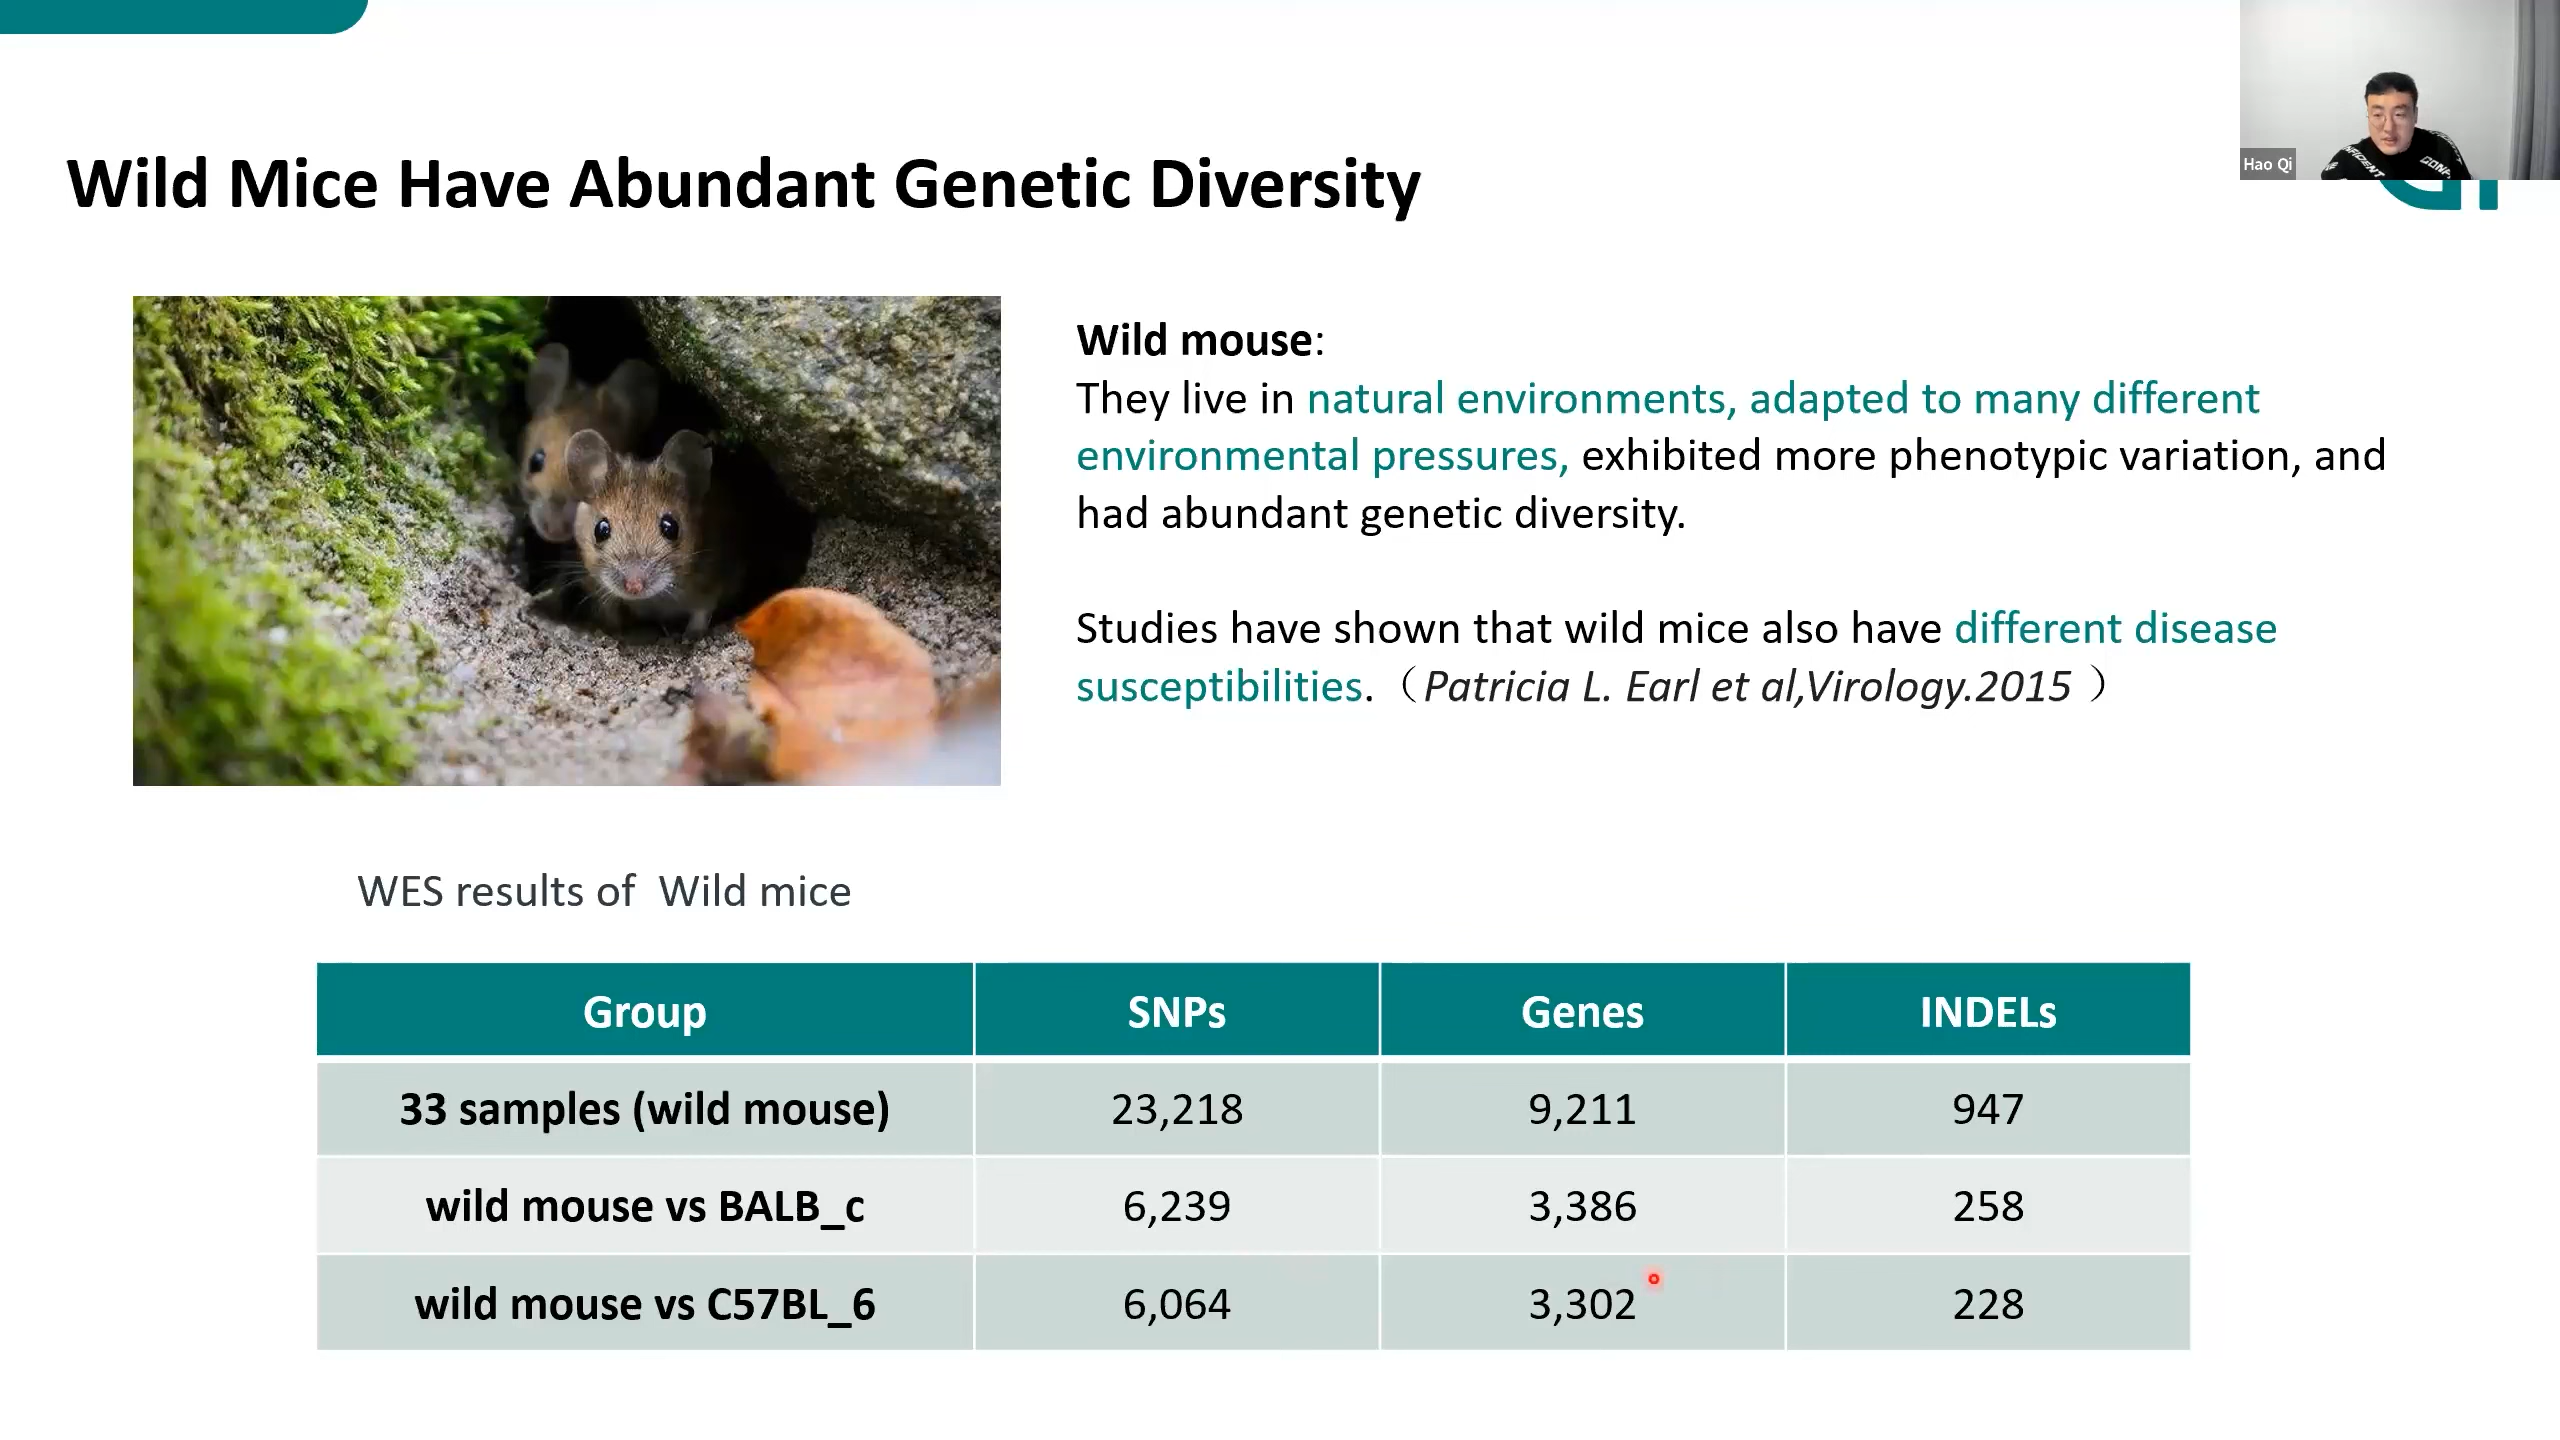 Hao Qi
Wild Mice Have Abundant Genetic Diversity
Wild mouse:
They live in natural environments, adapted to many different
environmental pressures, exhibited more phenotypic variation, and
had abundant genetic diversity.
Studies have shown that wild mice also have different disease
susceptibilities.（Patricia L. Earl et al,Virology.2015 ）
WES results of  Wild mice
Group SNPs Genes INDELs
33 samples (wild mouse) 23,218 9,211 947
wild mouse vs BALB_c 6,239 3,386 258
wild mouse vs C57BL_6 6,064 3,302 228